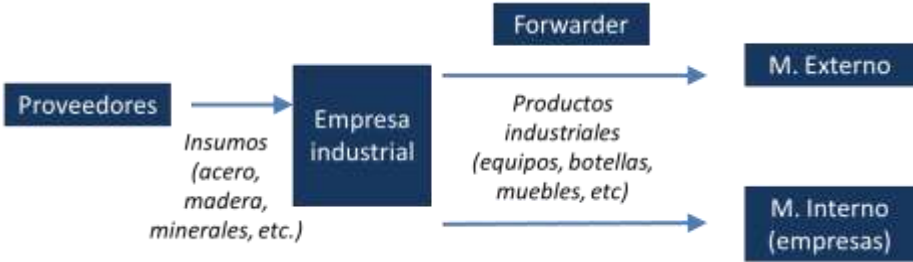 Forwarder
M. Externo
Proveedores
Empresa
industrial
Insumos
(acero,
madera,
minerales, etc.)
Productos
industriales
(equipos, botellas,
muebles, etc)
M. Interno
(empresas)